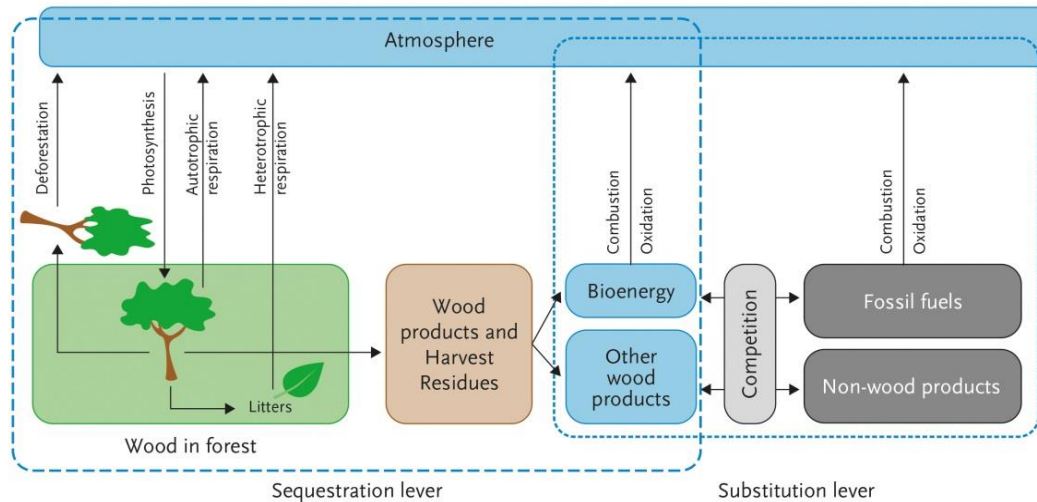 Atmosphere
Deforestation
Photosynthesis
Autotrophic
respiration
Heterotrophic
respiration
Combustion
Oxidation
Combustion
Oxidation
Litters
Wood in forest
Wood
products and
Harvest
Residues
Bioenergy
Other
wood
products
Competition
Fossil fuels
Non-wood products
Sequestration lever
Substitution lever